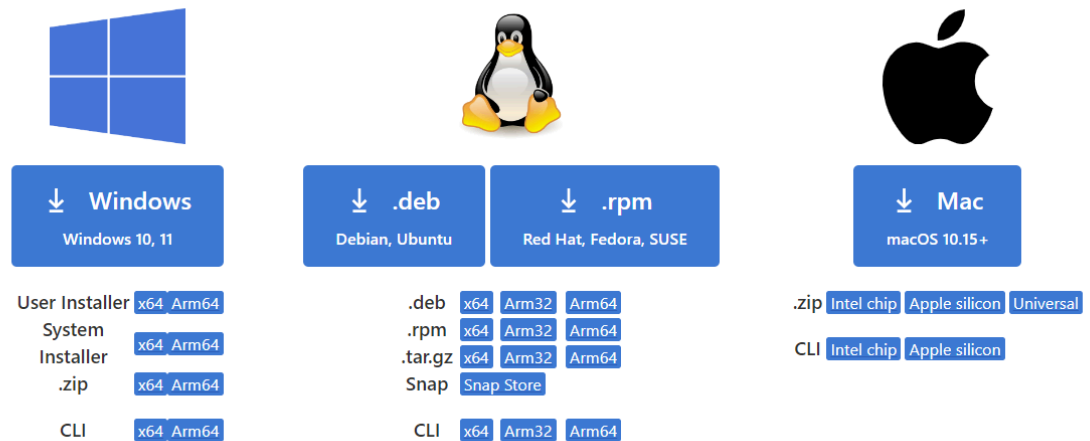 Windows
Windows 10, 11
User Installer x64 Arm64
System
Installer x64 Arm64
.zip x64 Arm64
CLI x64 Arm64
.deb
Debian, Ubuntu
.rpm
Red Hat, Fedora, SUSE
.deb x64 Arm32 Arm64
.rpm x64 Arm32 Arm64
.tar.gz x64 Arm32 Arm64
Snap Snap Store
CLI x64 Arm32 Arm64
Mac
macOS 10.15+
.zip Intel chip Apple silicon Universal
CLI Intel chip Apple silicon